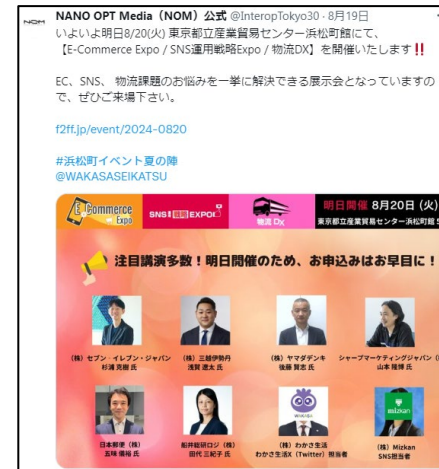 NOM
NANO OPT Media（NOM）公式 @InteropTokyo30・8月19日
いよいよ明日8/20(火) 東京都立産業貿易センター浜松町館にて、
【E-Commerce Expo / SNS運用戦略Expo / 物流DX】を開催いたします‼
EC、SNS、 物流課題のお悩みを一挙に解決できる展示会となっていますの
で、ぜひご来場下さい。
f2ff.jp/event/2024-0820
#浜松町イベント夏の陣
@WAKASASEIKATSU
E-Commerce Expo
SNS運用戦略EXPO
物流 Dx
明日開催 8月20日 (火)
東京都立産業貿易センター浜松町館
注目講演多数！明日開催のため、お申込みはお早目に！
(株) セブン‐イレブン・ジャパン
杉浦 克樹 氏
(株) 三越伊勢丹
浅賀 遼太 氏
(株) ヤマダデンキ
後藤 賢志 氏
シャープマーケティングジャパン
山本 隆博 氏
日本郵便 (株)
五味 儀裕 氏
船井総研ロジ (株)
田代 三紀子 氏
WAKASA
(株) わかさ生活
わかさ生活X（Twitter）担当者
mizkan
(株) Mizkan
SNS担当者